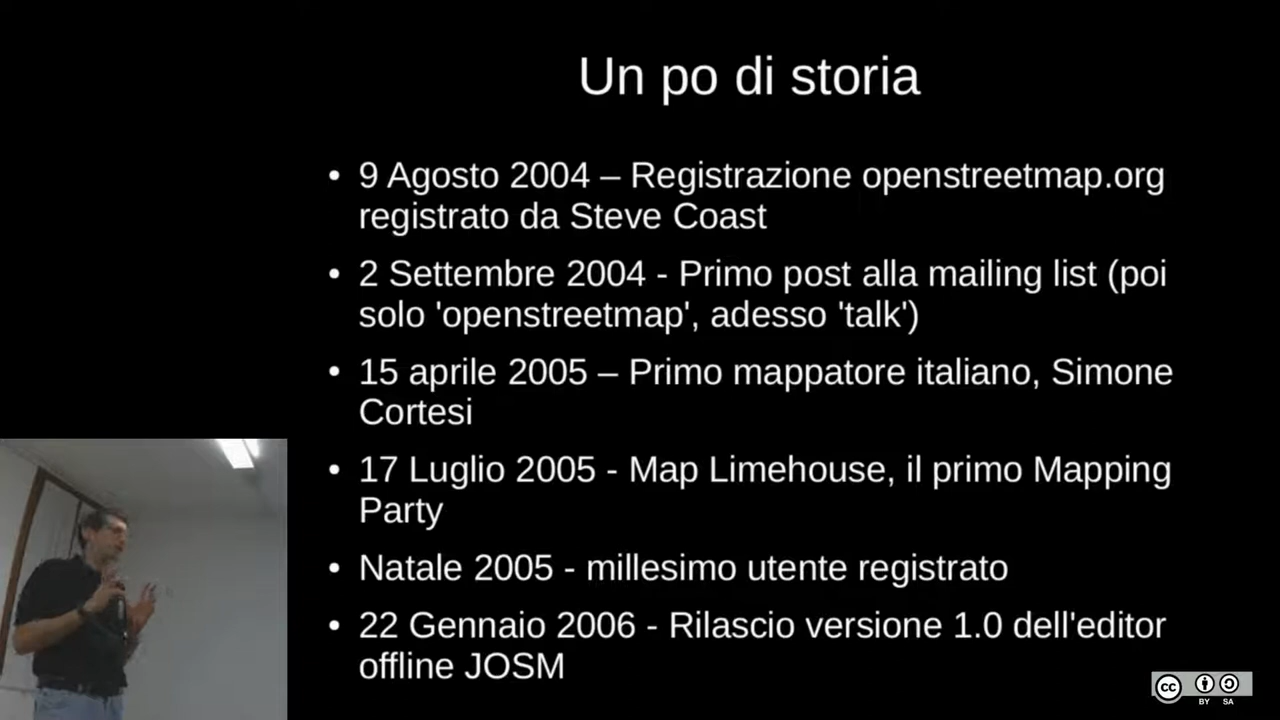 Un po di storia
• 9 Agosto 2004 – Registrazione openstreetmap.org
registrato da Steve Coast
• 2 Settembre 2004 - Primo post alla mailing list (poi
solo 'openstreetmap', adesso 'talk')
• 15 aprile 2005 – Primo mappatore italiano, Simone
Cortesi
• 17 Luglio 2005 - Map Limehouse, il primo Mapping
Party
• Natale 2005 - millesimo utente registrato
• 22 Gennaio 2006 - Rilascio versione 1.0 dell'editor
offline JOSM
cc
BY SA